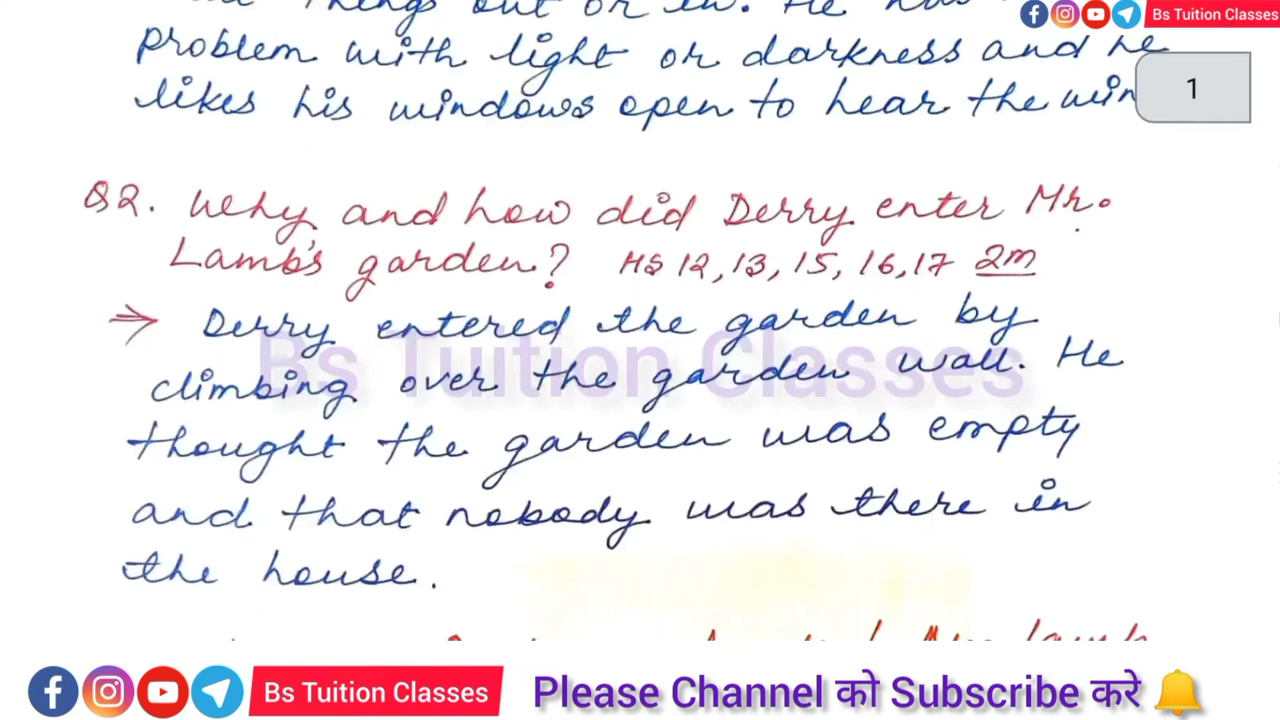 Bs Tuition Classes
problem with light or darkness and he
likes his windows open to hear the win
1
Q2. Why and how did Derry enter Mr.
Lamb's garden? HS 12, 13, 15, 16, 17 2m
⇒ Derry entered the garden by
climbing over the garden wall. He
thought the garden was empty
and that nobody was there in
the house.
Bs Tuition Classes
Bs Tuition Classes
Please Channel को Subscribe करे